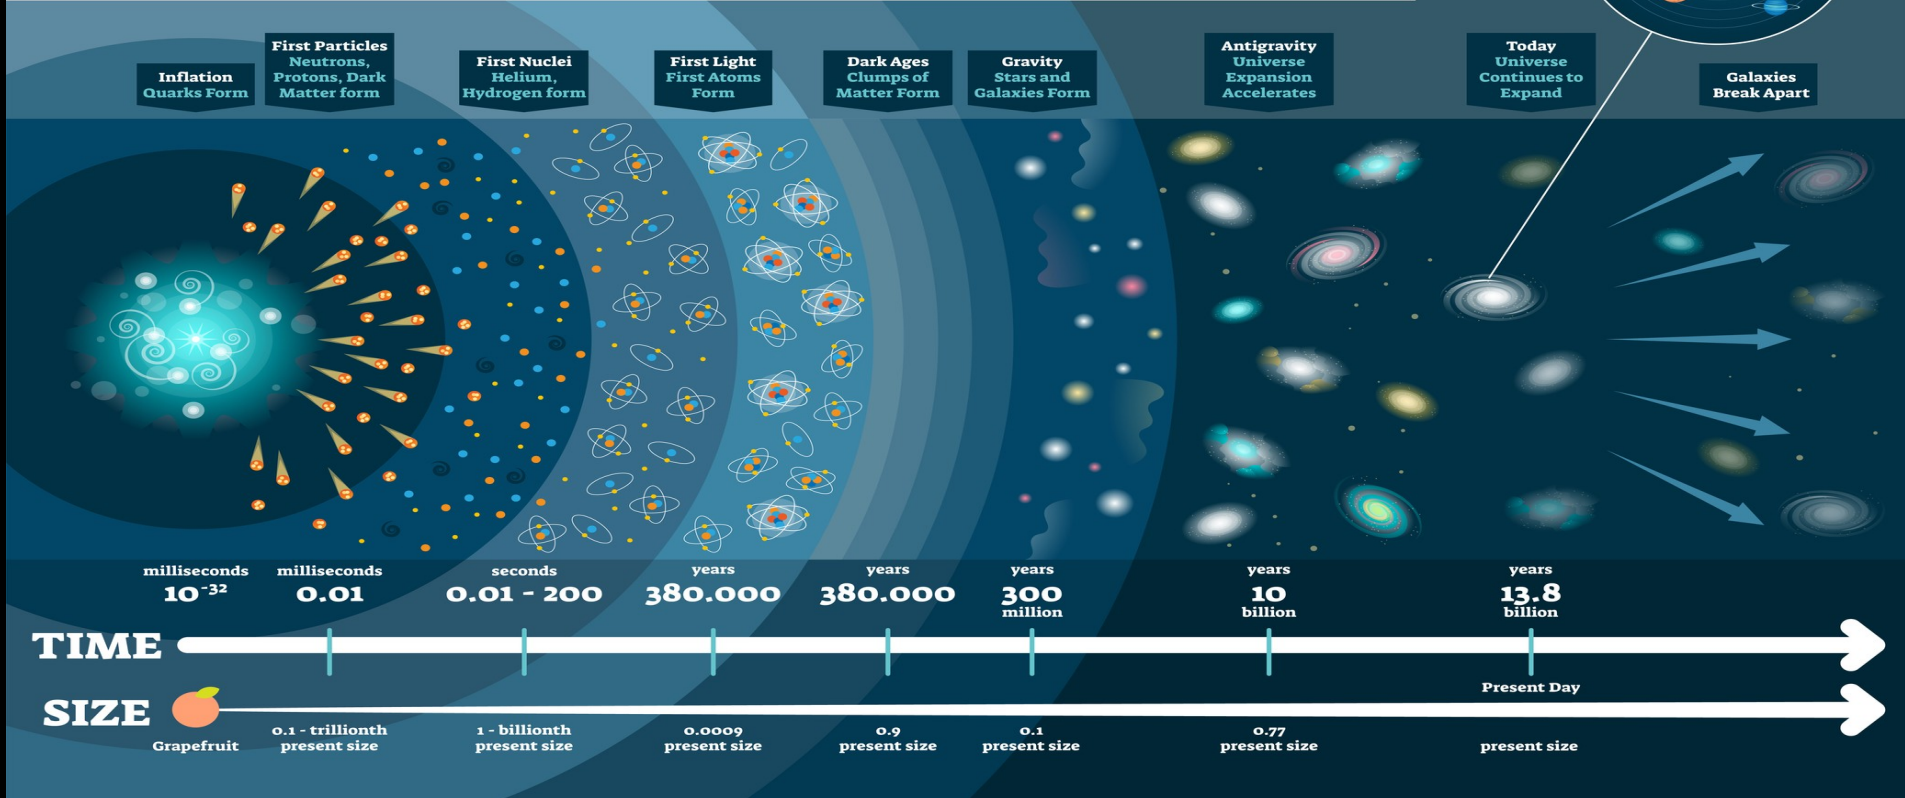 Inflation
Quarks Form
First Particles
Neutrons,
Protons, Dark
Matter form
First Nuclei
Helium,
Hydrogen form
First Light
First Atoms
Form
Dark Ages
Clumps of
Matter Form
Gravity
Stars and
Galaxies Form
Antigravity
Universe
Expansion
Accelerates
Today
Universe
Continues to
Expand
Galaxies
Break Apart
milliseconds
10⁻³²
milliseconds
0.01
seconds
0.01 - 200
years
380.000
years
380.000
years
300
million
years
10
billion
years
13.8
billion
TIME
Present Day
SIZE
Grapefruit
0.1 - trillionth
present size
1 - billionth
present size
0.0009
present size
0.9
present size
0.1
present size
0.77
present size
present size